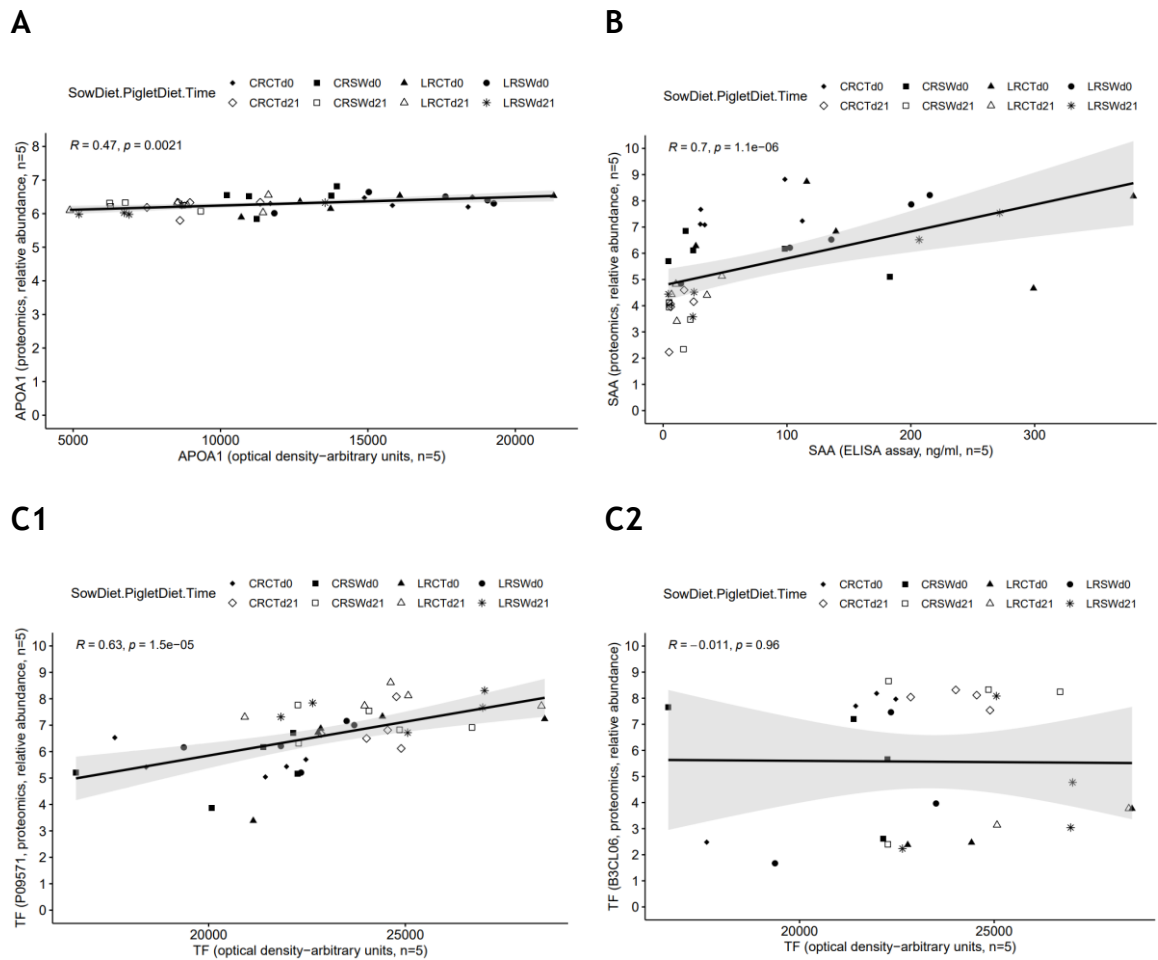 A
SowDiet.PigletDiet.Time
CRCTd0 CRSWd0 LRCTd0 LRSWd0
CRCTd21 CRSWd21 LRCTd21 LRSWd21
R = 0.47, p = 0.0021
APOA1 (proteomics, relative abundance, n=5)
8
7
6
5
4
3
2
1
0
5000 10000 15000 20000
APOA1 (optical density−arbitrary units, n=5)
B
SowDiet.PigletDiet.Time
CRCTd0 CRSWd0 LRCTd0 LRSWd0
CRCTd21 CRSWd21 LRCTd21 LRSWd21
R = 0.7, p = 1.1e−06
SAA (proteomics, relative abundance, n=5)
10
9
8
7
6
5
4
3
2
1
0
0 100 200 300
SAA (ELISA assay, ng/ml, n=5)
C1
SowDiet.PigletDiet.Time
CRCTd0 CRSWd0 LRCTd0 LRSWd0
CRCTd21 CRSWd21 LRCTd21 LRSWd21
R = 0.63, p = 1.5e−05
TF (P09571, proteomics, relative abundance, n=5)
10
9
8
7
6
5
4
3
2
1
0
20000 25000
TF (optical density−arbitrary units, n=5)
C2
SowDiet.PigletDiet.Time
CRCTd0 CRSWd0 LRCTd0 LRSWd0
CRCTd21 CRSWd21 LRCTd21 LRSWd21
R = −0.011, p = 0.96
TF (B3CL06, proteomics, relative abundance)
10
9
8
7
6
5
4
3
2
1
0
20000 25000
TF (optical density−arbitrary units, n=5)